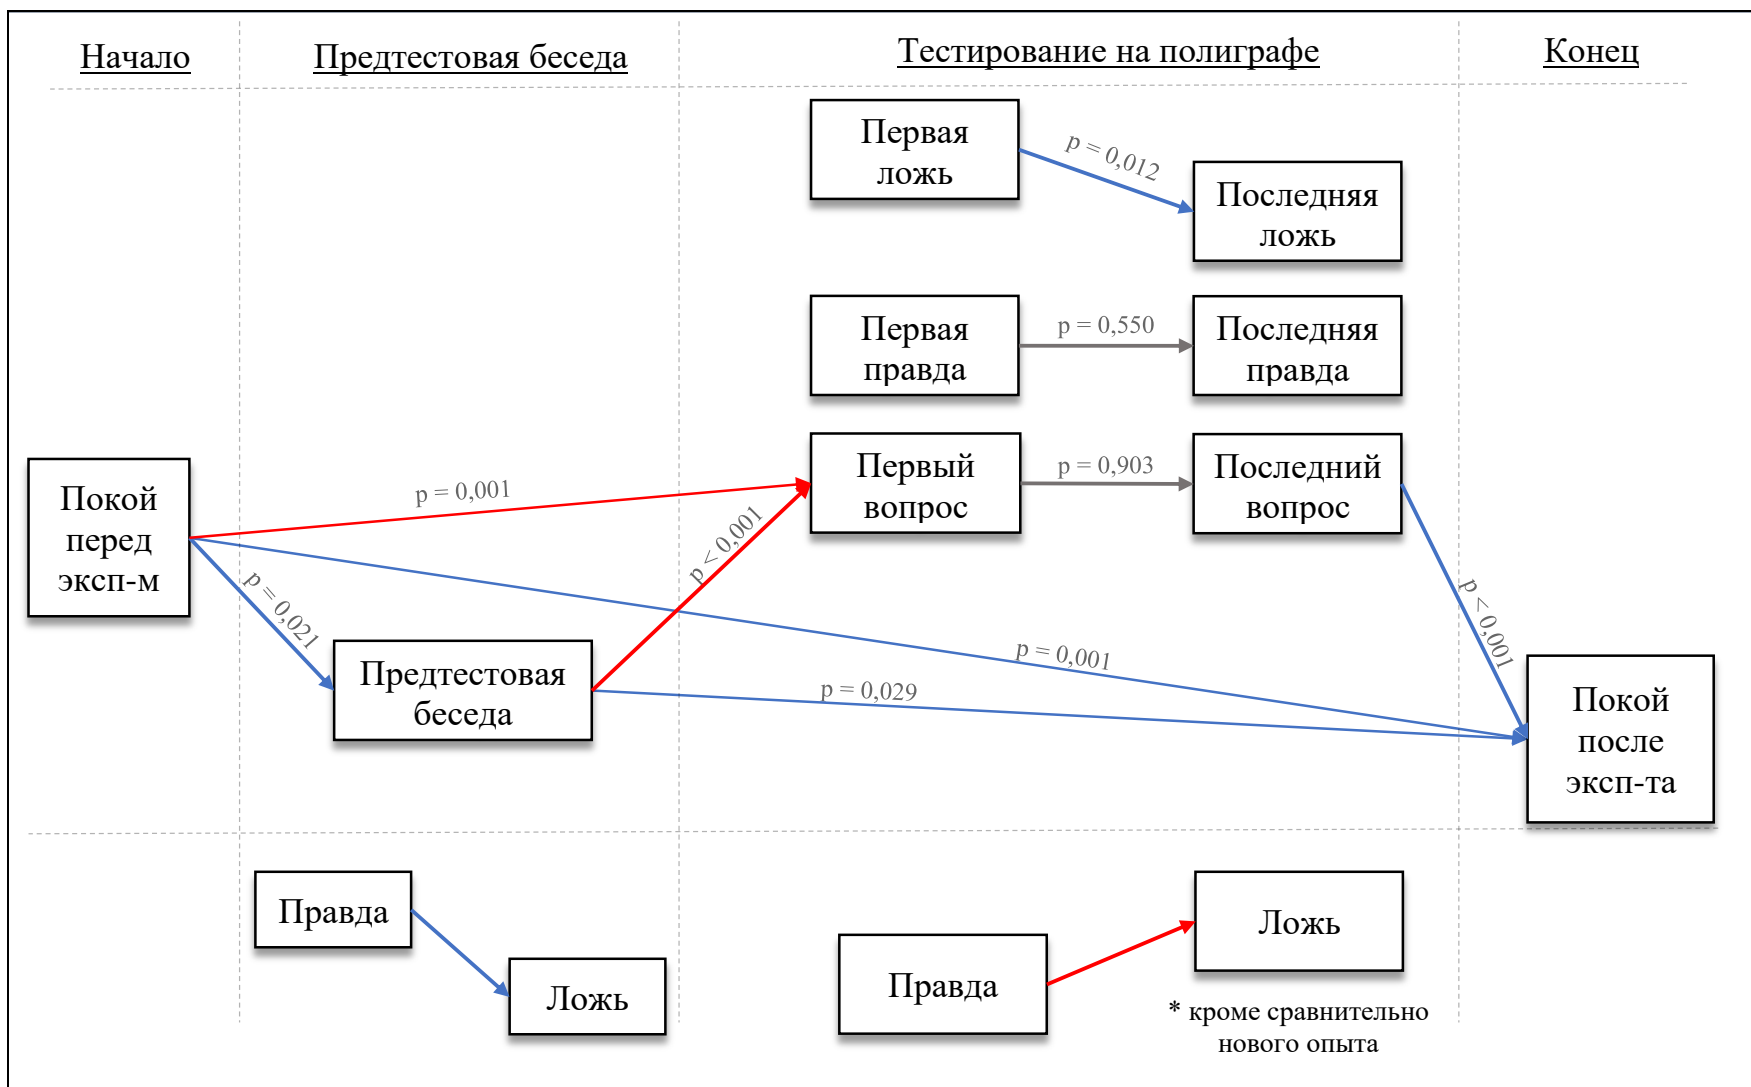 Начало
Предтестовая беседа
Тестирование на полиграфе
Конец
Первая
ложь
p = 0,012
Последняя
ложь
Первая
правда
p = 0,550
Последняя
правда
Покой
перед
эксп-м
p = 0,001
Первый
вопрос
p = 0,903
Последний
вопрос
p < 0,001
p = 0,021
p < 0,001
Предтестовая
беседа
p = 0,001
p = 0,029
Покой
после
эксп-та
Правда
Ложь
Правда
Ложь
* кроме сравнительно
нового опыта